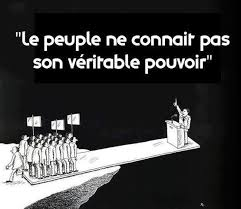 "Le peuple ne connait pas
son véritable pouvoir"